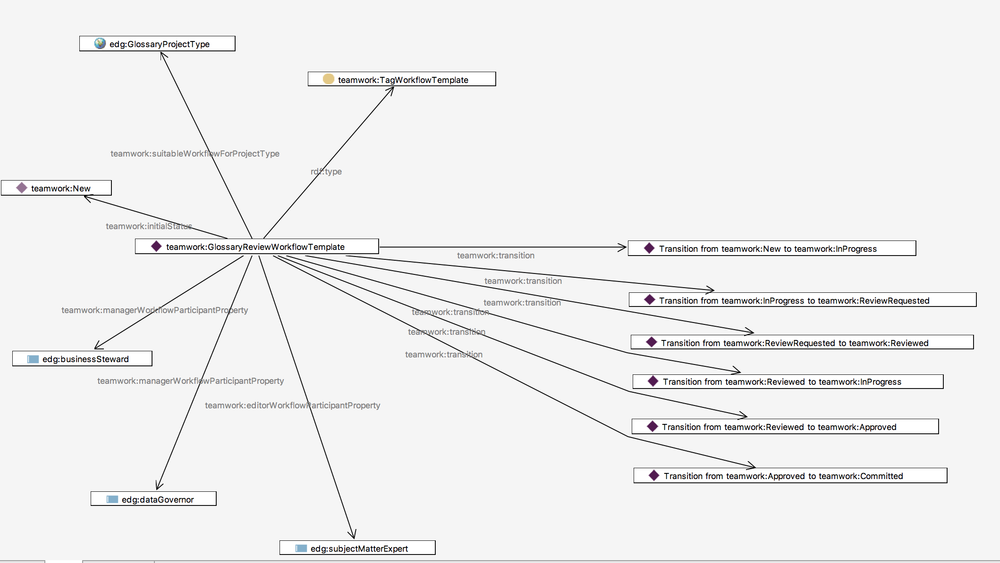 edg:GlossaryProjectType
teamwork:TagWorkflowTemplate
teamwork:suitableWorkflowForProjectType
rdf:type
teamwork:New
teamwork:initialStatus
teamwork:GlossaryReviewWorkflowTemplate
Transition from teamwork:New to teamwork:InProgress
teamwork:transition
teamwork:transition
Transition from teamwork:InProgress to teamwork:ReviewRequested
teamwork:transition
teamwork:transition
teamwork:managerWorkflowParticipantProperty
teamwork:transition
Transition from teamwork:ReviewRequested to teamwork:Reviewed
teamwork:transition
edg:businessSteward
teamwork:managerWorkflowParticipantProperty
Transition from teamwork:Reviewed to teamwork:InProgress
teamwork:editorWorkflowParticipantProperty
Transition from teamwork:Reviewed to teamwork:Approved
Transition from teamwork:Approved to teamwork:Committed
edg:dataGovernor
edg:subjectMatterExpert